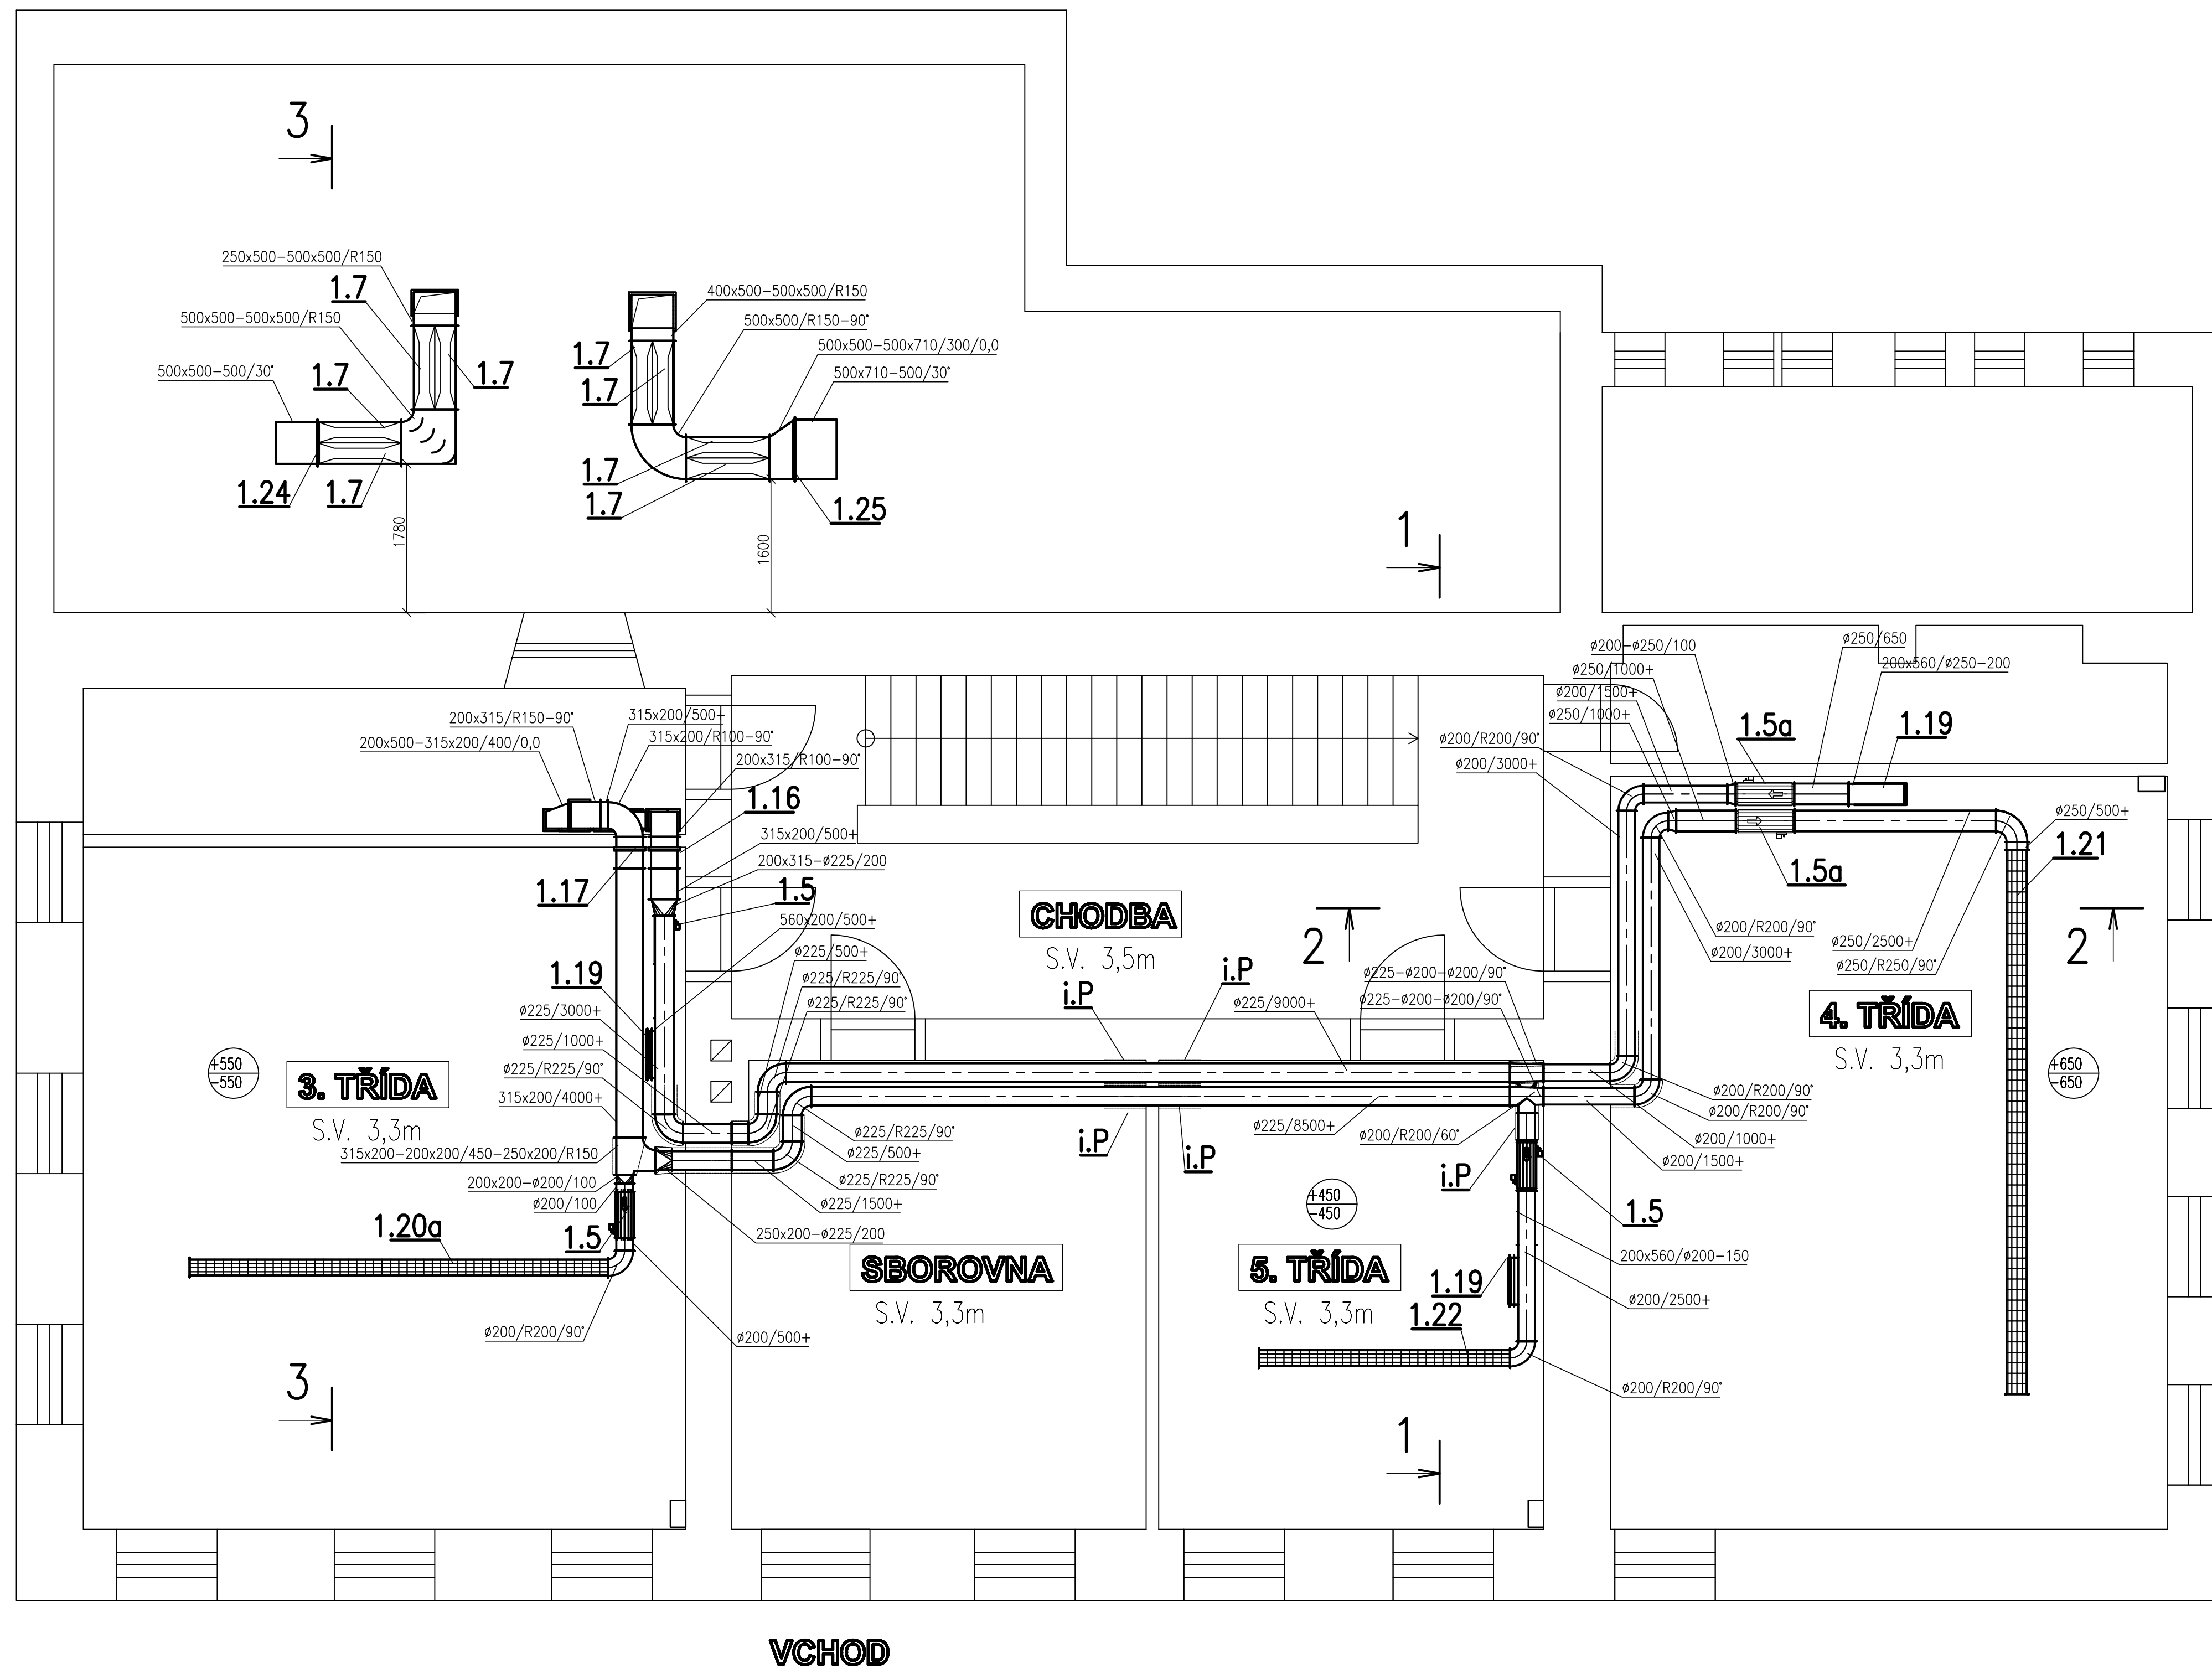 3
250x500-500x500/R150
1.7
500x500-500x500/R150
500x500-500/30°
1.7
1.7
1.24
1.7
1780
400x500-500x500/R150
500x500/R150-90°
500x500-500x710/300/0,0
500x710-500/30°
1.7
1.7
1.7
1.7
1.25
1600
1
200x315/R150-90°
315x200/500+
200x500-315x200/400/0,0
315x200/R100-90°
200x315/R100-90°
1.16
315x200/500+
200x315-ø225/200
1.17
1.5
560x200/500+
ø225/500+
1.19
ø225/R225/90°
ø225/R225/90°
ø225/3000+
ø225/1000+
ø225/R225/90°
315x200/4000+
+550
-550
3. TŘÍDA
S.V. 3,3m
315x200-200x200/450-250x200/R150
200x200-ø200/100
ø200/100
1.20a
1.5
ø200/R200/90°
ø200/500+
3
CHODBA
S.V. 3,5m
2
i.P
i.P
ø225/9000+
ø225-ø200-ø200/90°
ø225-ø200-ø200/90°
ø225/R225/90°
ø225/500+
ø225/R225/90°
ø225/1500+
250x200-ø225/200
i.P
i.P
ø225/8500+
ø200/R200/60°
i.P
SBOROVNA
S.V. 3,3m
+450
-450
5. TŘÍDA
S.V. 3,3m
1.5
200x560/ø200-150
1.19
1.22
ø200/2500+
ø200/R200/90°
1
ø200-ø250/100
ø250/650
ø250/1000+
200x560/ø250-200
ø200/1500+
ø250/1000+
1.5a
1.19
ø200/R200/90°
ø200/3000+
ø250/500+
1.21
1.5a
ø200/R200/90°
ø200/3000+
ø250/2500+
ø250/R250/90°
2
4. TŘÍDA
S.V. 3,3m
+650
-650
ø200/R200/90°
ø200/R200/90°
ø200/1000+
ø200/1500+
VCHOD